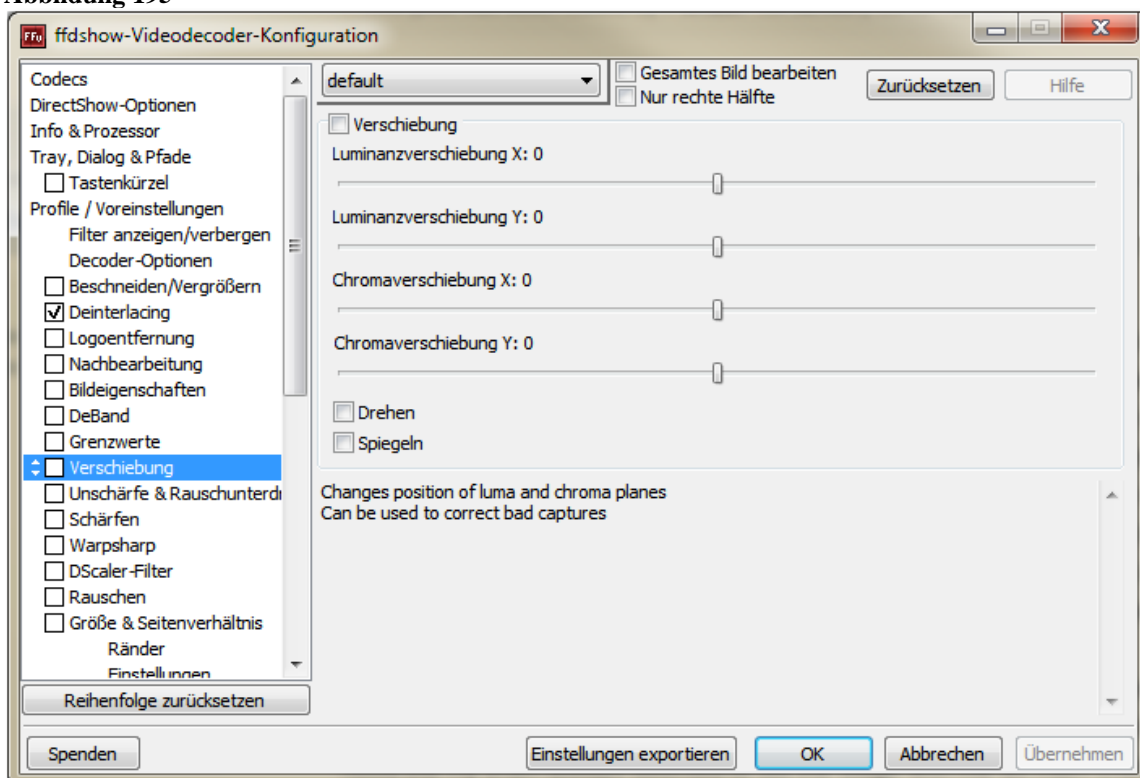 Abbildung 195
FFv ffdshow-Videodecoder-Konfiguration
Codecs
DirectShow-Optionen
Info & Prozessor
Tray, Dialog & Pfade
Tastenkürzel
Profile / Voreinstellungen
Filter anzeigen/verbergen
Decoder-Optionen
Beschneiden/Vergrößern
Deinterlacing
Logoentfernung
Nachbearbeitung
Bildeigenschaften
DeBand
Grenzwerte
Verschiebung
Unschärfe & Rauschunterdr
Schärfen
Warpsharp
DScaler-Filter
Rauschen
Größe & Seitenverhältnis
Ränder
Einstellungen
Reihenfolge zurücksetzen
default
Gesamtes Bild bearbeiten
Nur rechte Hälfte
Zurücksetzen
Hilfe
Verschiebung
Luminanzverschiebung X: 0
Luminanzverschiebung Y: 0
Chromaverschiebung X: 0
Chromaverschiebung Y: 0
Drehen
Spiegeln
Changes position of luma and chroma planes
Can be used to correct bad captures
Spenden
Einstellungen exportieren
OK
Abbrechen
Übernehmen